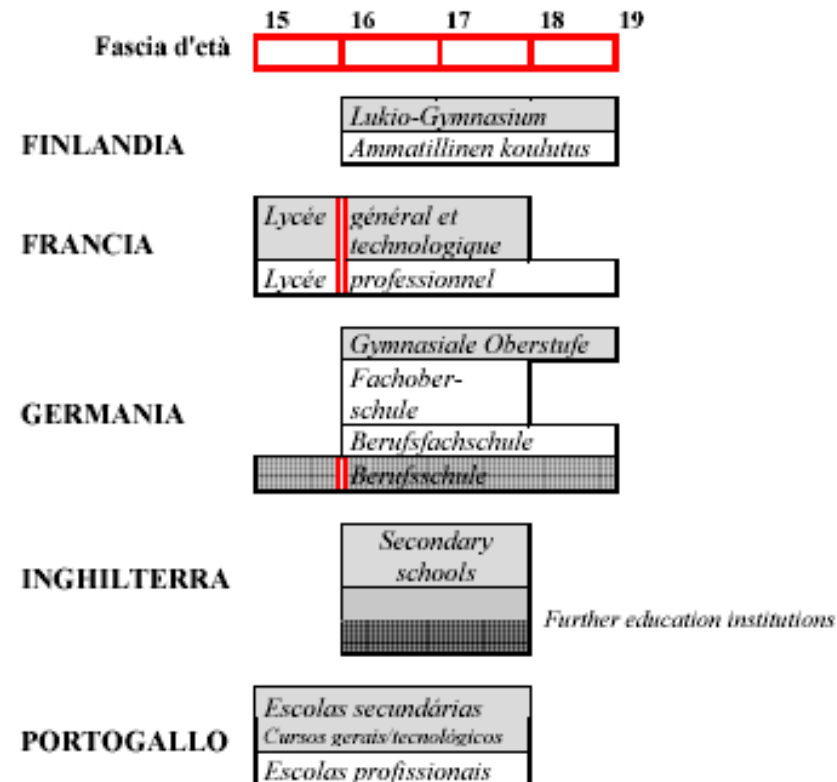 15 16 17 18 19
Fascia d'età
FINLANDIA
Lukio-Gymnasium
Ammatillinen koulutus
FRANCIA
Lycée général et
technologique
Lycée professionnel
GERMANIA
Gymnasiale Oberstufe
Fachober-
schule
Berufsfachschule
Berufsschule
INGHILTERRA
Secondary
schools
Further education institutions
PORTOGALLO
Escolas secundárias
Cursos gerais/tecnológicos
Escolas profissionais